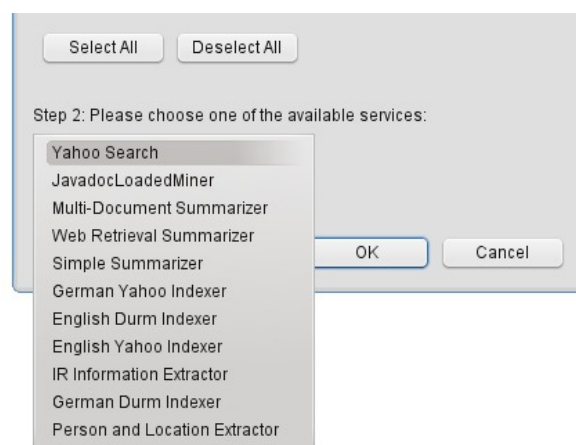 Select All Deselect All
Step 2: Please choose one of the available services:
Yahoo Search
JavadocLoadedMiner
Multi-Document Summarizer
Web Retrieval Summarizer
Simple Summarizer
OK Cancel
German Yahoo Indexer
English Durm Indexer
English Yahoo Indexer
IR Information Extractor
German Durm Indexer
Person and Location Extractor